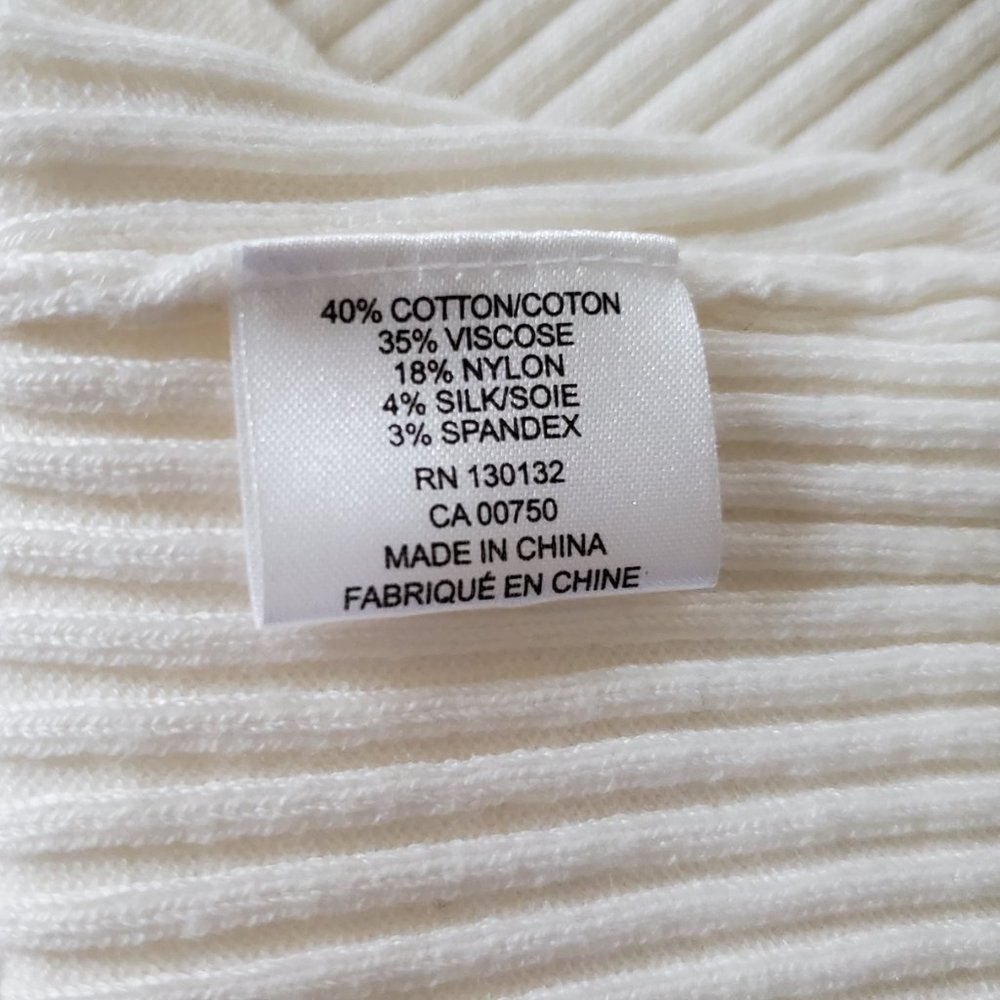 40% COTTON/COTON
35% VISCOSE
18% NYLON
4% SILK/SOIE
3% SPANDEX
RN 130132
CA 00750
MADE IN CHINA
FABRIQUÉ EN CHINE